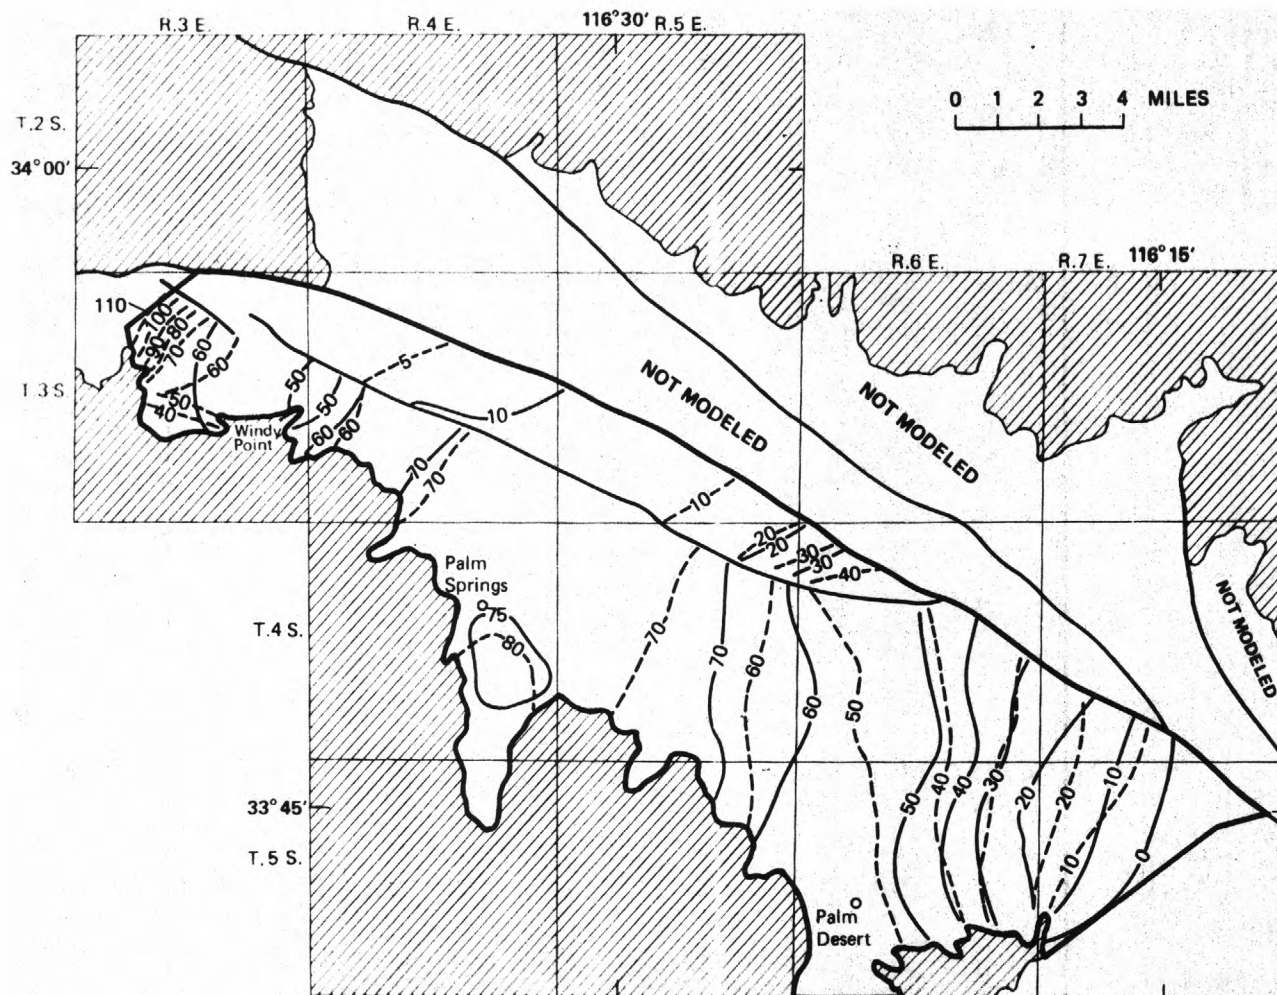 R.3 E.
R.4 E.
116°30'
R.5 E.
0 1 2 3 4 MILES
T.2 S.
34°00'
R.6 E.
R.7 E.
116°15'
110
100
90
80
70
60
60
50
40
T.3 S.
Windy
Point
50
50
60
60
5
10
70
70
NOT MODELED
NOT MODELED
NOT MODELED
10
20
20
30
30
40
Palm
Springs
75
80
T.4 S.
70
70
60
60
50
50
40
40
30
20
20
10
10
0
33°45'
T.5 S.
Palm
Desert